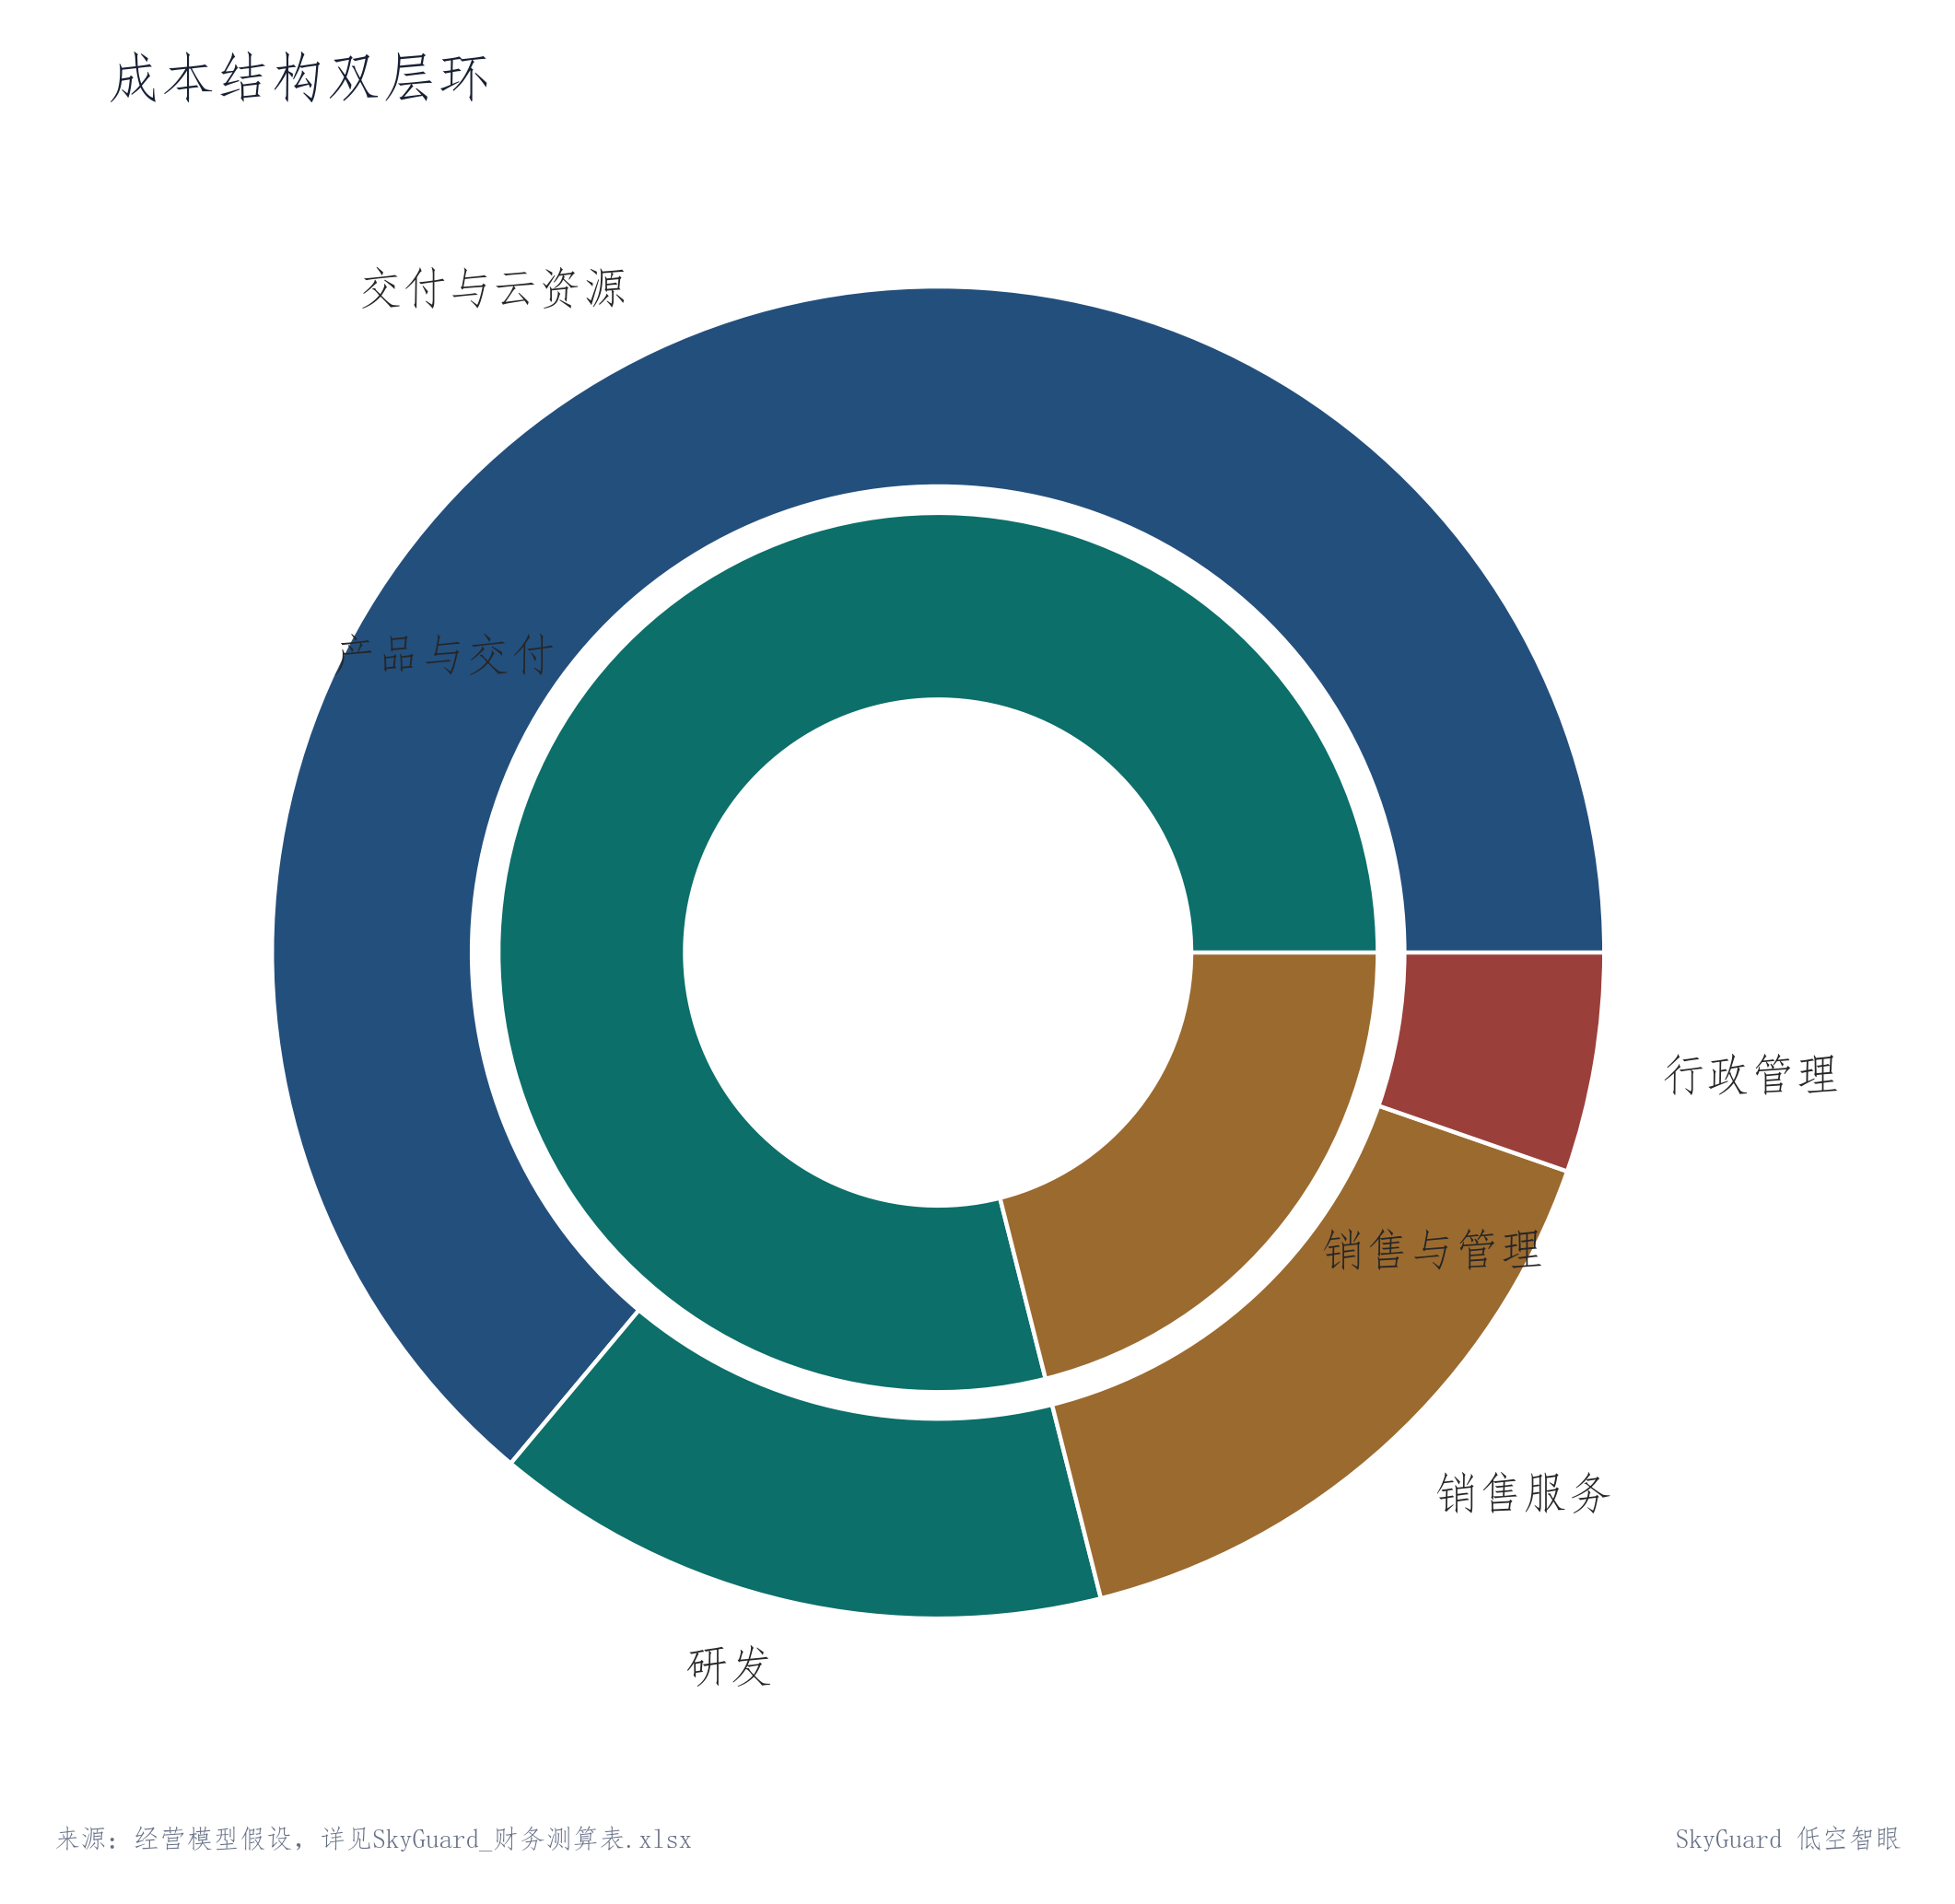 成本结构双层环
交付与云资源
产品与交付
行政管理
销售与管理
销售服务
研发
来源：经营模型假设，详见SkyGuard_财务测算表.xlsx
SkyGuard 低空智眼